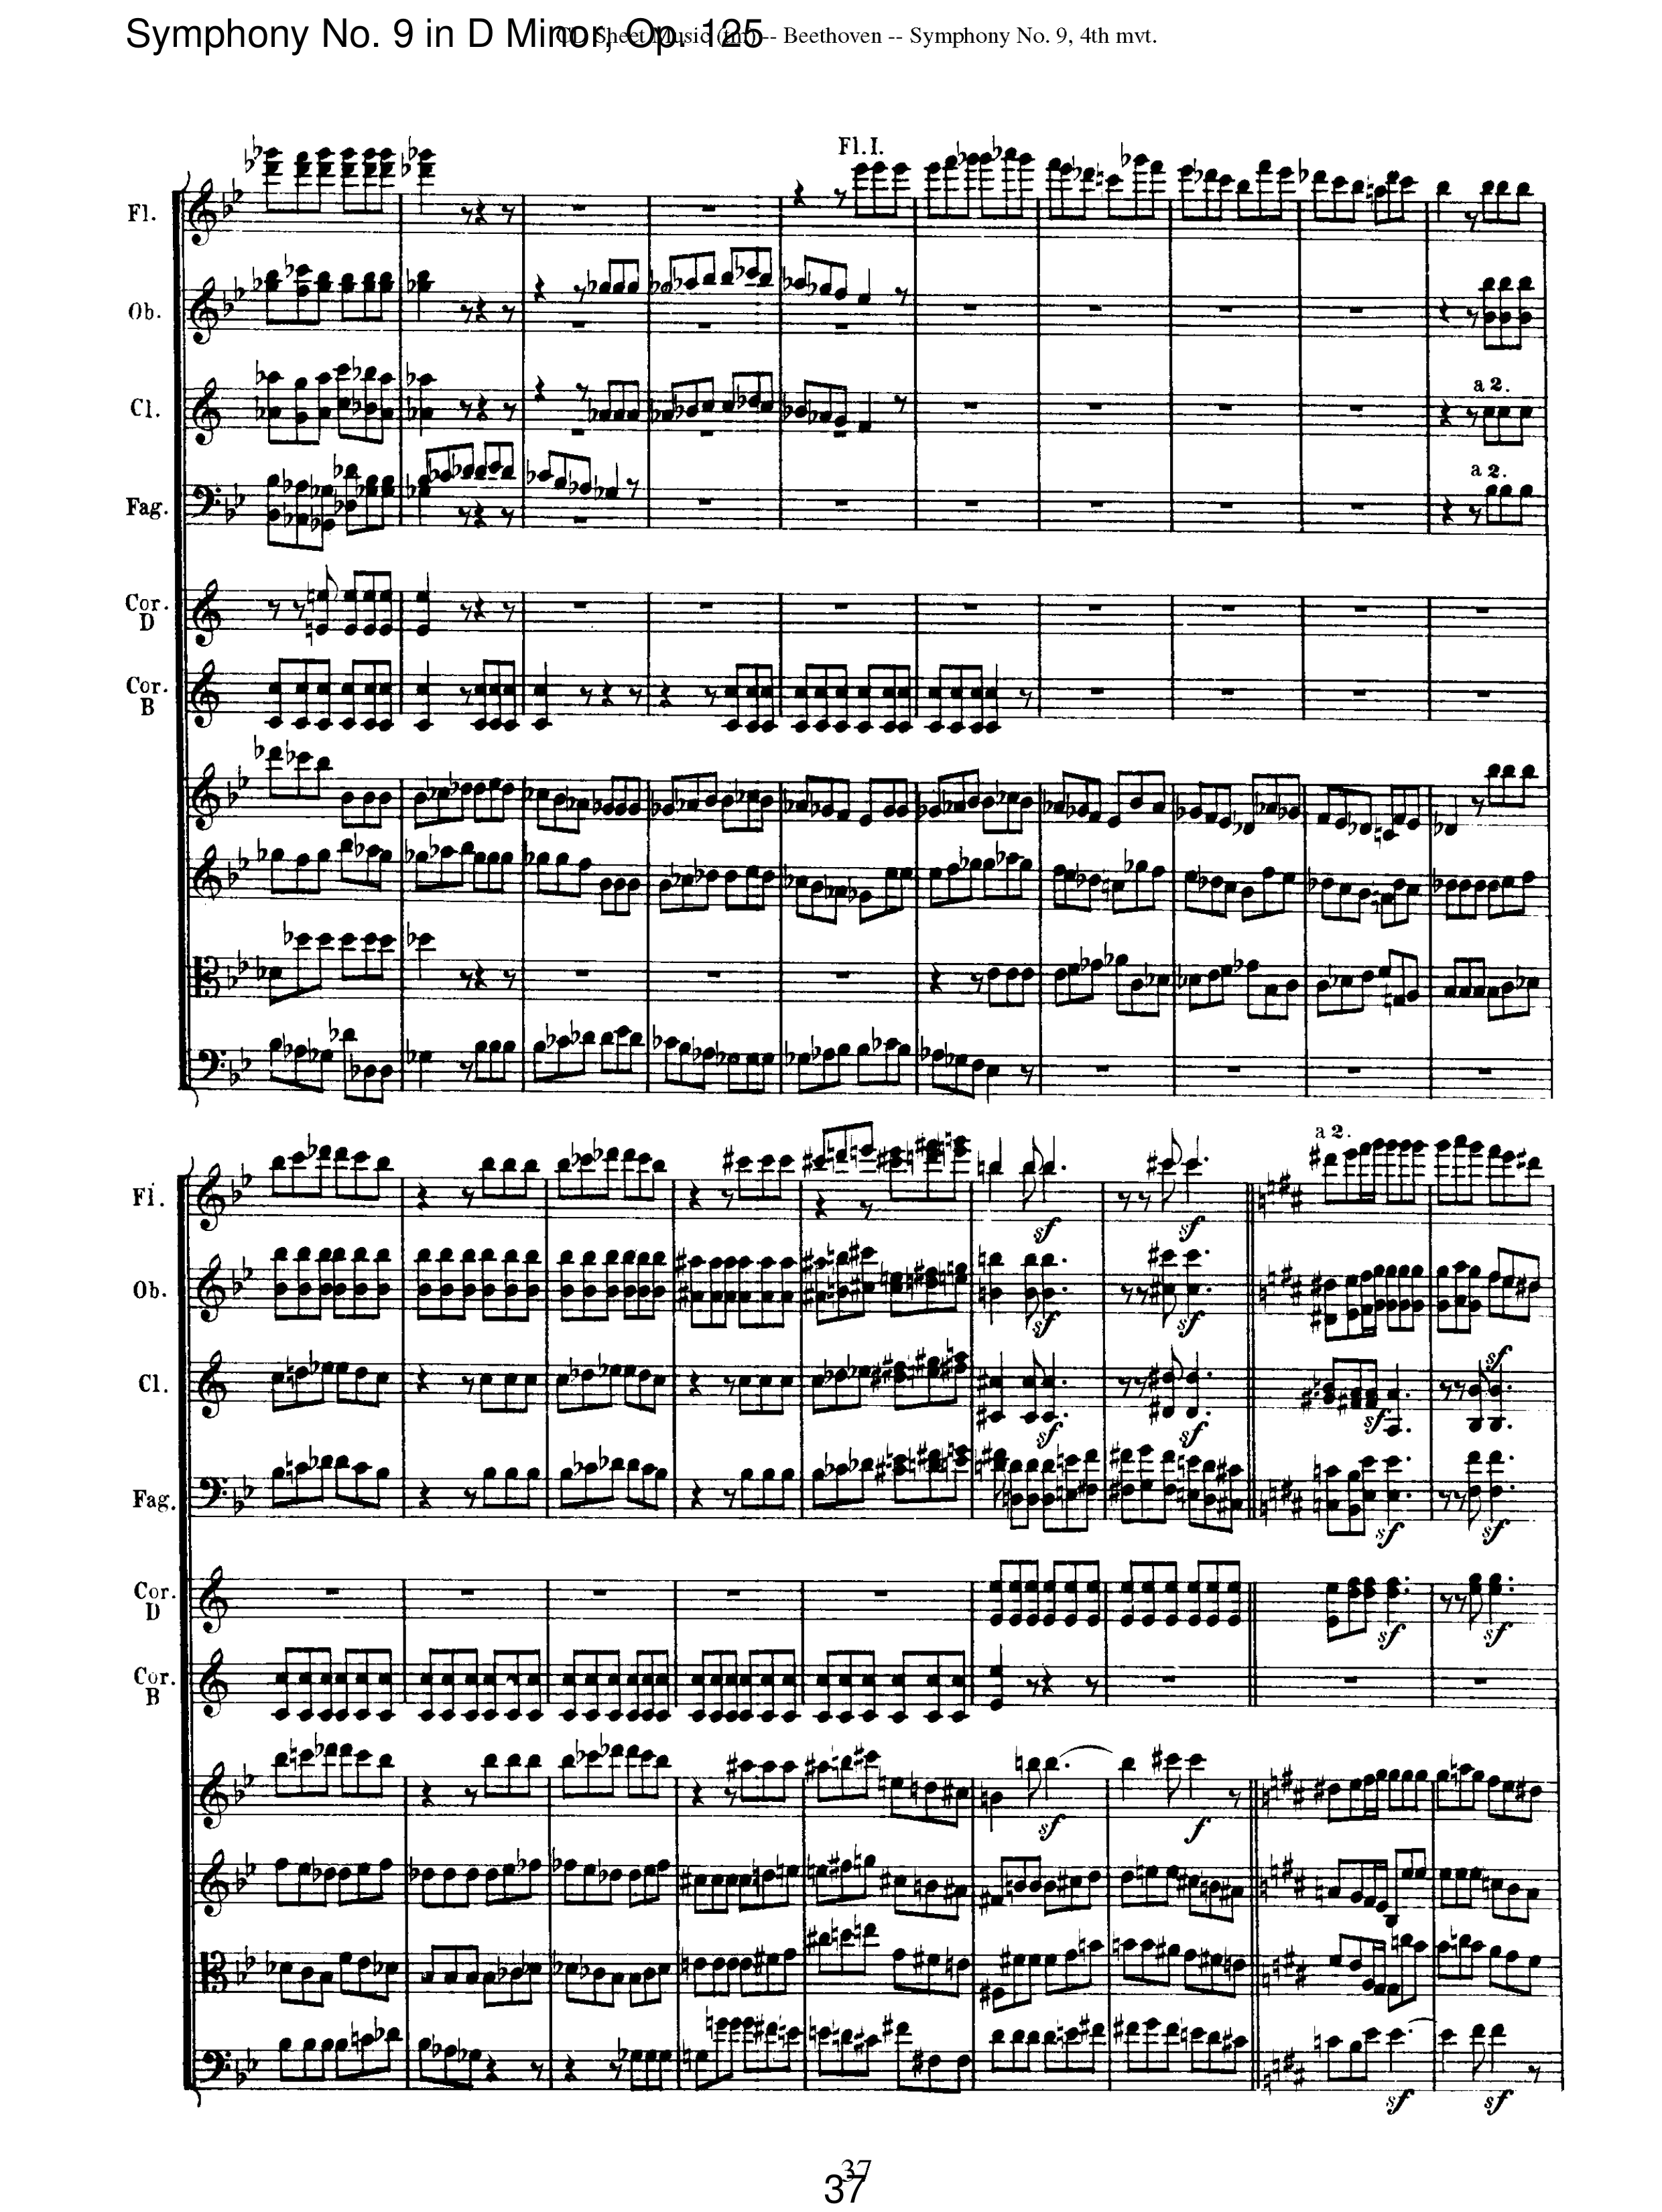 Symphony No. 9 in D Minor, Op. 125
CD Sheet Music (tm) -- Beethoven -- Symphony No. 9, 4th mvt.
Fl. I.
Fl.
Ob.
a 2.
Cl.
a 2.
Fag.
Cor. D
Cor. B
a 2.
Fl.
sf sf
Ob.
sf sf sf
Cl.
sf sf sf
Fag.
sf sf
Cor. D
sf sf
Cor. B
sf f
sf sf
37
37